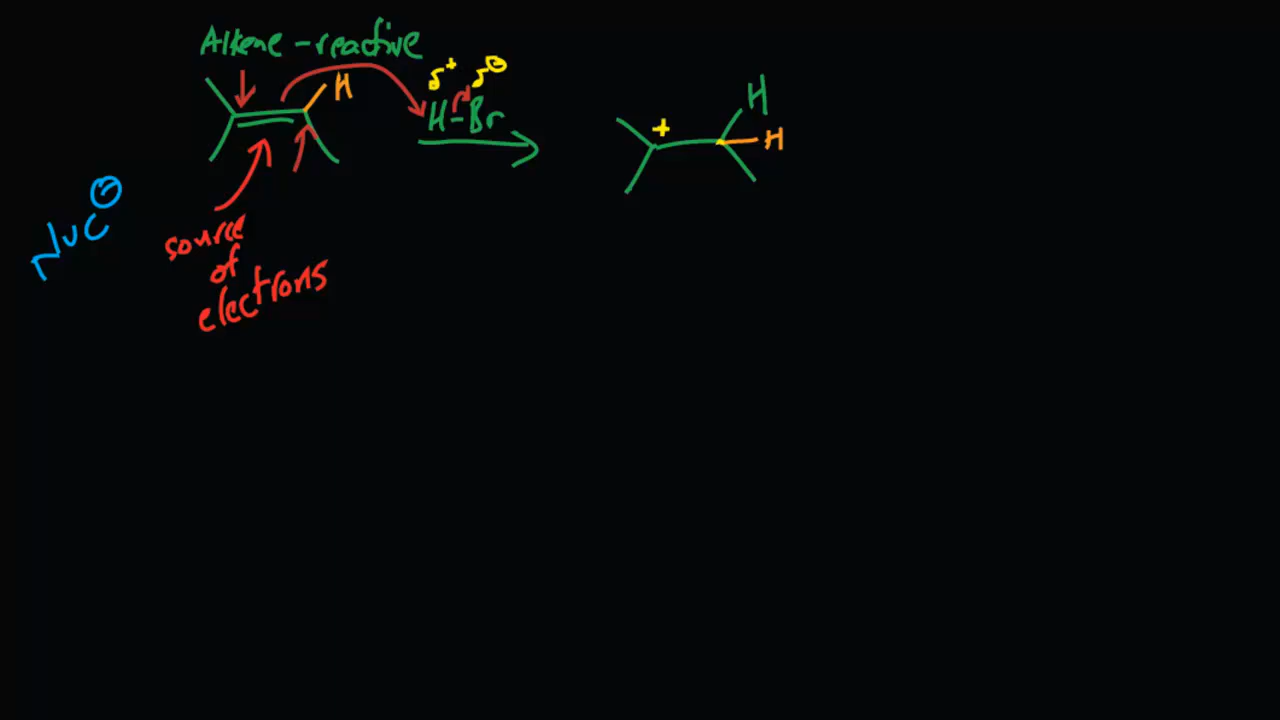 Alkene - reactive
δ+ δ⊖
H
H-Br
H
+
H
Nuc⊖
source
of
electrons